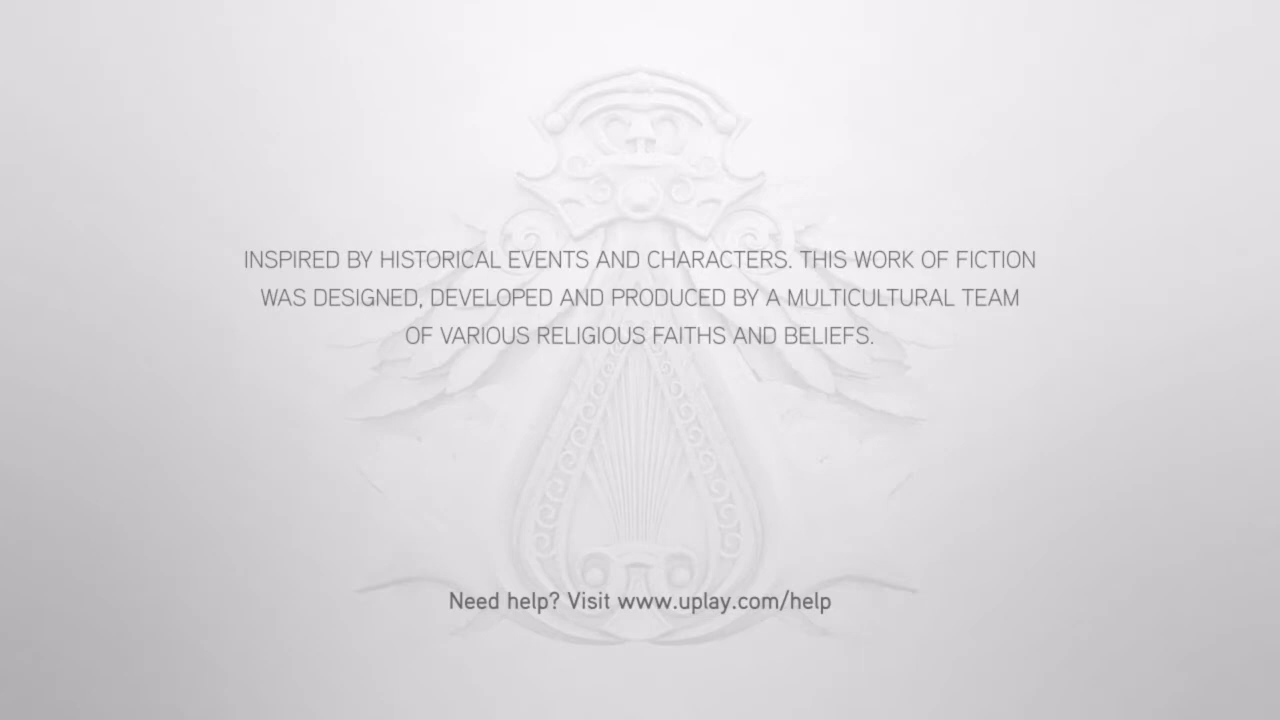 INSPIRED BY HISTORICAL EVENTS AND CHARACTERS. THIS WORK OF FICTION
WAS DESIGNED, DEVELOPED AND PRODUCED BY A MULTICULTURAL TEAM
OF VARIOUS RELIGIOUS FAITHS AND BELIEFS.
Need help? Visit www.uplay.com/help